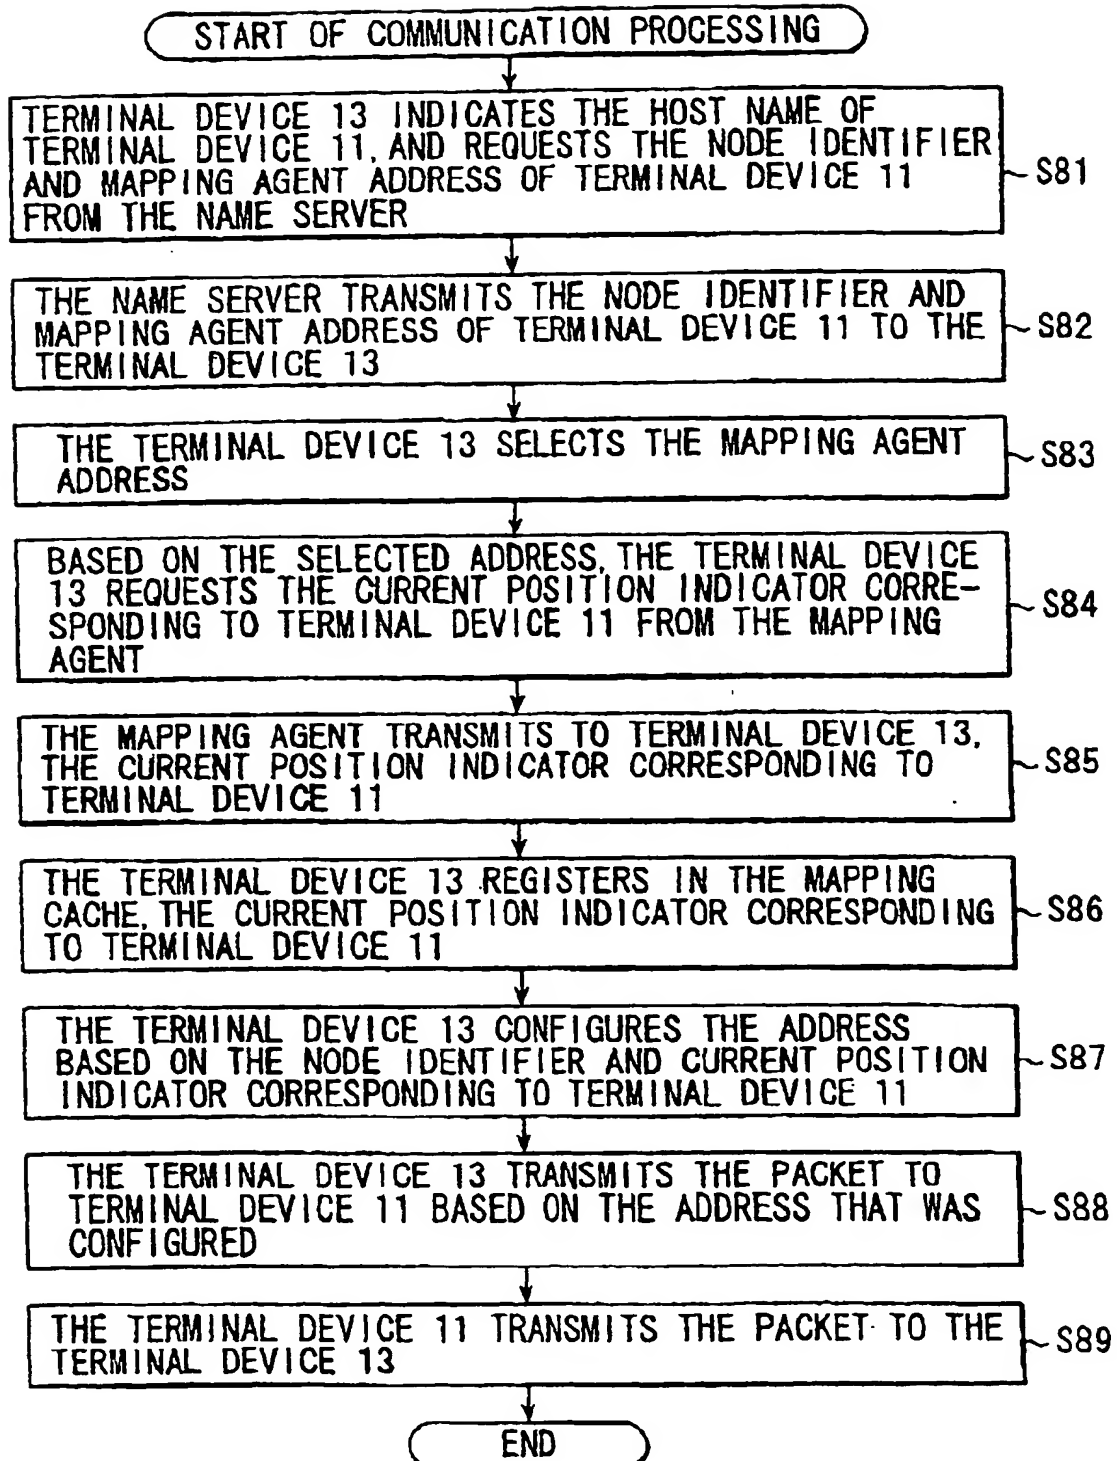 START OF COMMUNICATION PROCESSING
TERMINAL DEVICE 13 INDICATES THE HOST NAME OF
TERMINAL DEVICE 11, AND REQUESTS THE NODE IDENTIFIER
AND MAPPING AGENT ADDRESS OF TERMINAL DEVICE 11
FROM THE NAME SERVER
S81
THE NAME SERVER TRANSMITS THE NODE IDENTIFIER AND
MAPPING AGENT ADDRESS OF TERMINAL DEVICE 11 TO THE
TERMINAL DEVICE 13
S82
THE TERMINAL DEVICE 13 SELECTS THE MAPPING AGENT
ADDRESS
S83
BASED ON THE SELECTED ADDRESS, THE TERMINAL DEVICE
13 REQUESTS THE CURRENT POSITION INDICATOR CORRE-
SPONDING TO TERMINAL DEVICE 11 FROM THE MAPPING
AGENT
S84
THE MAPPING AGENT TRANSMITS TO TERMINAL DEVICE 13,
THE CURRENT POSITION INDICATOR CORRESPONDING TO
TERMINAL DEVICE 11
S85
THE TERMINAL DEVICE 13 REGISTERS IN THE MAPPING
CACHE, THE CURRENT POSITION INDICATOR CORRESPONDING
TO TERMINAL DEVICE 11
S86
THE TERMINAL DEVICE 13 CONFIGURES THE ADDRESS
BASED ON THE NODE IDENTIFIER AND CURRENT POSITION
INDICATOR CORRESPONDING TO TERMINAL DEVICE 11
S87
THE TERMINAL DEVICE 13 TRANSMITS THE PACKET TO
TERMINAL DEVICE 11 BASED ON THE ADDRESS THAT WAS
CONFIGURED
S88
THE TERMINAL DEVICE 11 TRANSMITS THE PACKET TO THE
TERMINAL DEVICE 13
S89
END